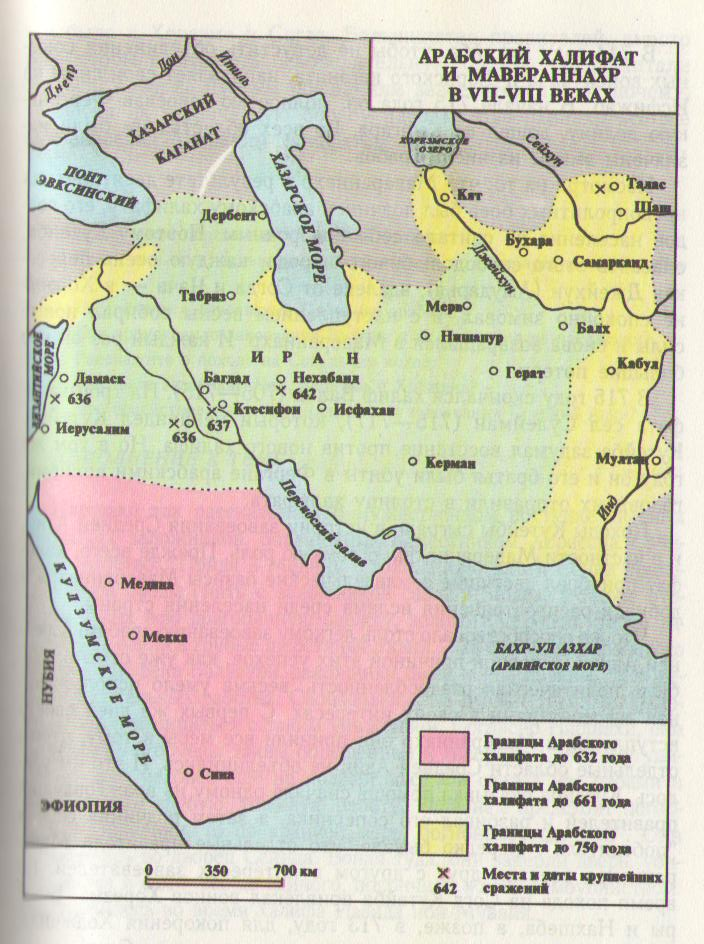 АРАБСКИЙ ХАЛИФАТ
И МАВЕРАННАХР
В VII-VIII ВЕКАХ
Днепр
Дон
Итиль
ХАЗАРСКИЙ
КАГАНАТ
ПОНТ
ЭВКСИНСКИЙ
ХАЗАРСКОЕ МОРЕ
Дербент
ХОРЕЗМСКОЕ
ОЗЕРО
Сейхун
Кят
Талас
Шаш
Бухара
Самарканд
Джейхун
Табриз
Мерв
Нишапур
Балх
ВИЗАНТИЙСКОЕ
МОРЕ
ИРАН
Герат
Кабул
Дамаск
636
Багдад
Нехабанд
642
Ктесифон
637
636
Исфахан
Иерусалим
Керман
Мултан
Инд
Персидский залив
Медина
Мекка
КУЛЗУМСКОЕ МОРЕ
НУБИЯ
БАХР-УЛ АЗХАР
(АРАВИЙСКОЕ МОРЕ)
Сана
ЭФИОПИЯ
Границы Арабского
халифата до 632 года
Границы Арабского
халифата до 661 года
Границы Арабского
халифата до 750 года
642
Места и даты крупнейших
сражений
0 350 700 км